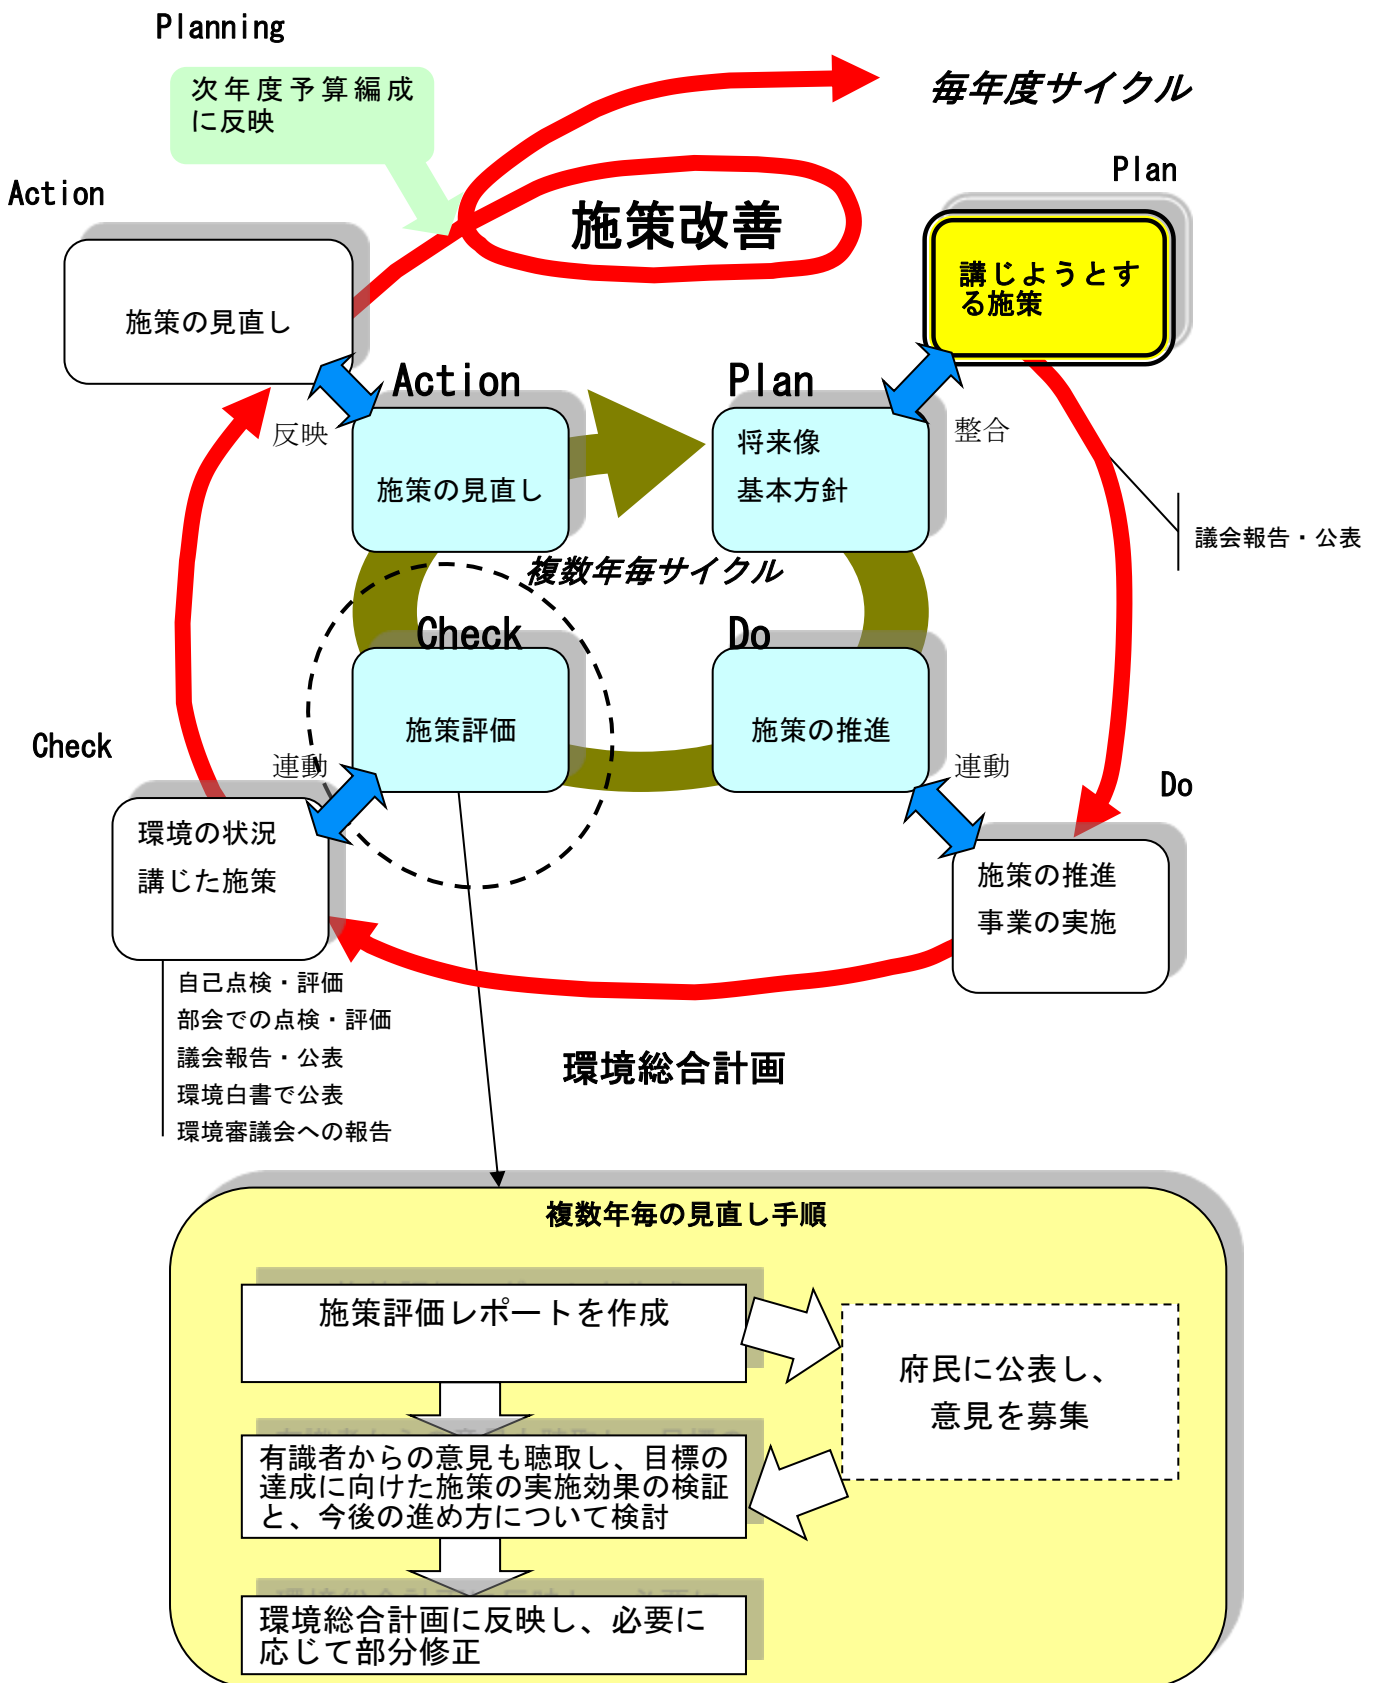 Planning
次年度予算編成
に反映
毎年度サイクル
Plan
Action
施策改善
講じようとす
る施策
施策の見直し
Action
Plan
反映
整合
将来像
基本方針
施策の見直し
議会報告・公表
複数年毎サイクル
Check
Do
施策評価
施策の推進
Check
連動
連動
Do
環境の状況
講じた施策
施策の推進
事業の実施
自己点検・評価
部会での点検・評価
議会報告・公表
環境白書で公表
環境審議会への報告
環境総合計画
複数年毎の見直し手順
施策評価レポートを作成
府民に公表し、
意見を募集
有識者からの意見も聴取し、目標の
達成に向けた施策の実施効果の検証
と、今後の進め方について検討
環境総合計画に反映し、必要に
応じて部分修正